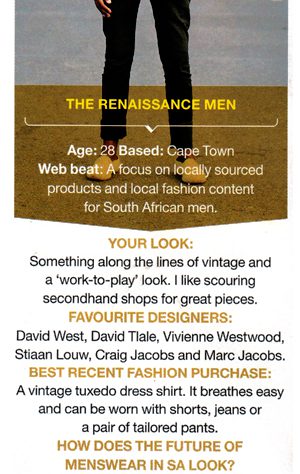 THE RENAISSANCE MEN
Age: 28 Based: Cape Town
Web beat: A focus on locally sourced
products and local fashion content
for South African men.
YOUR LOOK:
Something along the lines of vintage and
a ‘work-to-play’ look. I like scouring
secondhand shops for great pieces.
FAVOURITE DESIGNERS:
David West, David Tlale, Vivienne Westwood,
Stiaan Louw, Craig Jacobs and Marc Jacobs.
BEST RECENT FASHION PURCHASE:
A vintage tuxedo dress shirt. It breathes easy
and can be worn with shorts, jeans or
a pair of tailored pants.
HOW DOES THE FUTURE OF
MENSWEAR IN SA LOOK?